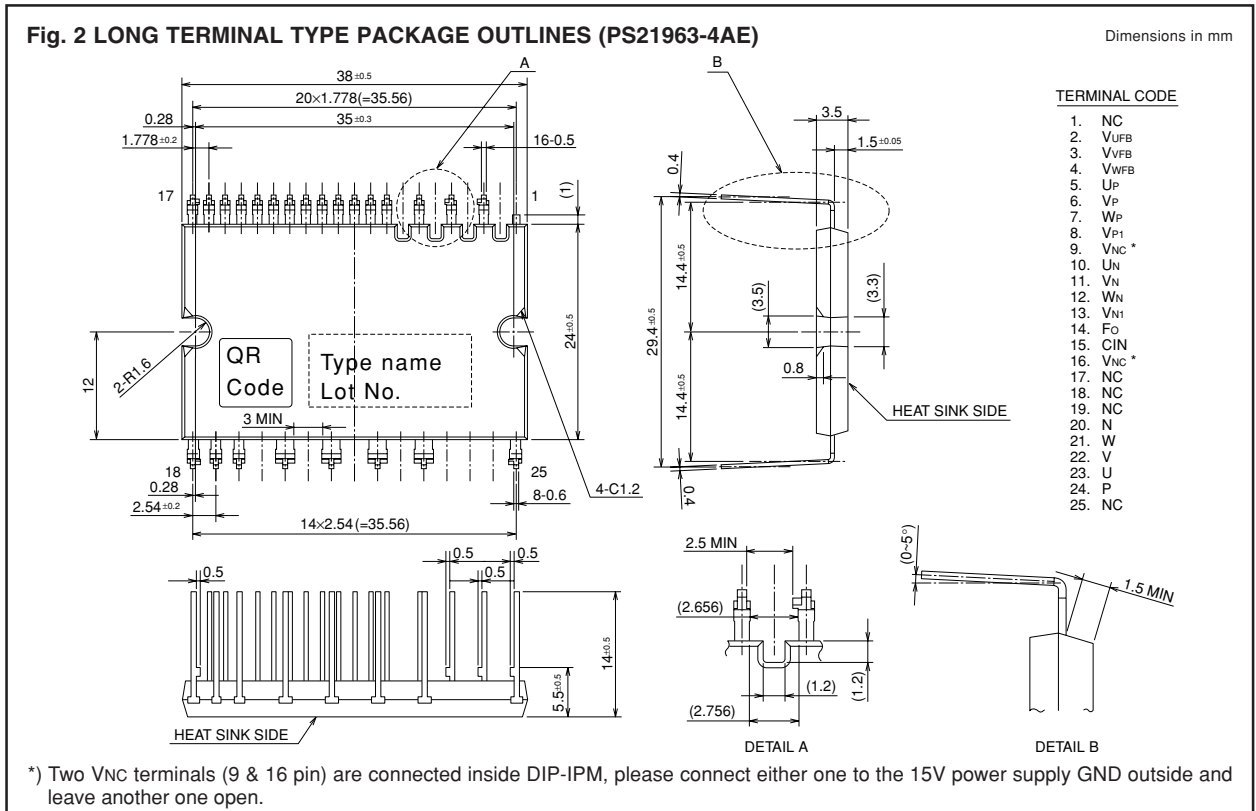 Fig. 2 LONG TERMINAL TYPE PACKAGE OUTLINES (PS21963-4AE)
Dimensions in mm
A
B
38 ±0.5
20×1.778(=35.56)
35 ±0.3
0.28
1.778 ±0.2
16-0.5
17
1
(1)
QR
Code
Type name
Lot No.
2-R1.6
12
24±0.5
3 MIN
18
25
0.28
2.54 ±0.2
8-0.6
4-C1.2
14×2.54 (=35.56)
3.5
1.5 ±0.05
0.4
14.4±0.5
29.4±0.5
14.4±0.5
(3.5)
(3.3)
0.8
0.4
HEAT SINK SIDE
TERMINAL CODE
1. NC
2. VUFB
3. VVFB
4. VWFB
5. UP
6. VP
7. WP
8. VP1
9. VNC *
10. UN
11. VN
12. WN
13. VN1
14. FO
15. CIN
16. VNC *
17. NC
18. NC
19. NC
20. N
21. W
22. V
23. U
24. P
25. NC
0.5
0.5
0.5
0.5
14±0.5
5.5±0.5
HEAT SINK SIDE
2.5 MIN
(2.656)
(1.2)
(1.2)
(2.756)
DETAIL A
(0~5°)
1.5 MIN
DETAIL B
*) Two VNC terminals (9 & 16 pin) are connected inside DIP-IPM, please connect either one to the 15V power supply GND outside and
leave another one open.